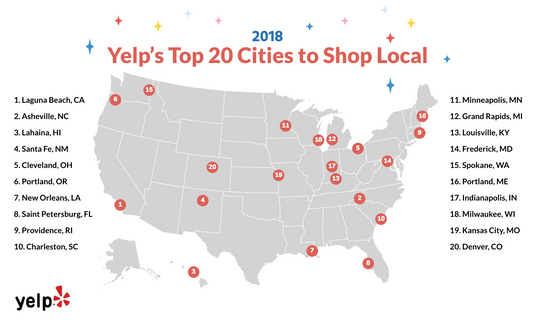 2018
Yelp's Top 20 Cities to Shop Local
1. Laguna Beach, CA
2. Asheville, NC
3. Lahaina, HI
4. Santa Fe, NM
5. Cleveland, OH
6. Portland, OR
7. New Orleans, LA
8. Saint Petersburg, FL
9. Providence, RI
10. Charleston, SC
11. Minneapolis, MN
12. Grand Rapids, MI
13. Louisville, KY
14. Frederick, MD
15. Spokane, WA
16. Portland, ME
17. Indianapolis, IN
18. Milwaukee, WI
19. Kansas City, MO
20. Denver, CO
15
6
16
11
9
18
12
5
14
20
17
19
13
4
2
1
10
7
8
3
yelp